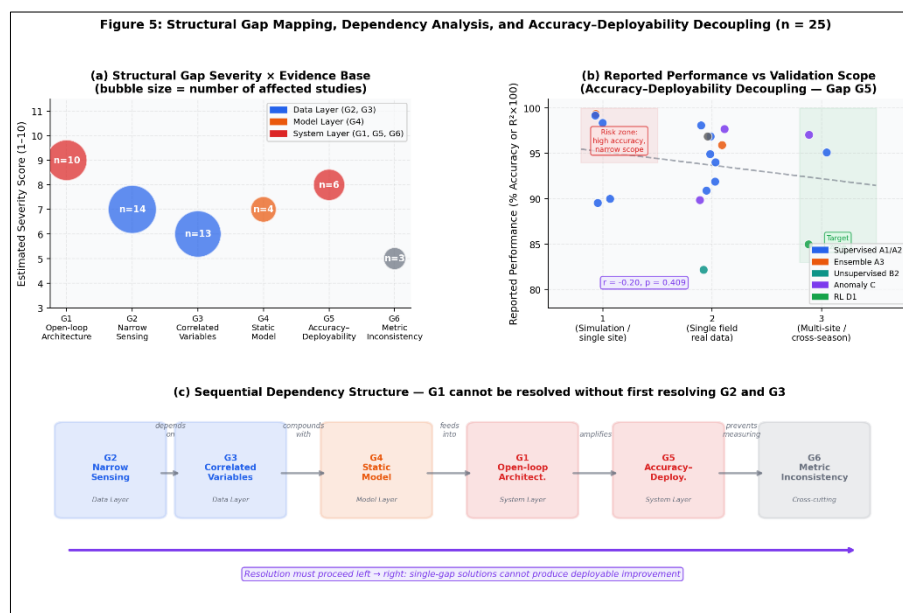 Figure 5: Structural Gap Mapping, Dependency Analysis, and Accuracy–Deployability Decoupling (n = 25)
(a) Structural Gap Severity × Evidence Base
(bubble size = number of affected studies)
Estimated Severity Score (1–10)
11
10
9
8
7
6
5
4
3
Data Layer (G2, G3)
Model Layer (G4)
System Layer (G1, G5, G6)
n=10
n=14
n=13
n=4
n=6
n=3
G1
Open-loop
Architecture
G2
Narrow
Sensing
G3
Correlated
Variables
G4
Static
Model
G5
Accuracy–
Deployability
G6
Metric
Inconsistency
(b) Reported Performance vs Validation Scope
(Accuracy–Deployability Decoupling — Gap G5)
Reported Performance (% Accuracy or R²×100)
100
95
90
85
80
Risk zone:
high accuracy,
narrow scope
Target
r = -0.20, p = 0.409
Supervised A1/A2
Ensemble A3
Unsupervised B2
Anomaly C
RL D1
1
(Simulation /
single site)
2
(Single field
real data)
3
(Multi-site /
cross-season)
(c) Sequential Dependency Structure — G1 cannot be resolved without first resolving G2 and G3
G2
Narrow
Sensing
Data Layer
depends
on
G3
Correlated
Variables
Data Layer
compounds
with
G4
Static
Model
Model Layer
feeds
into
G1
Open-loop
Architect.
System Layer
amplifies
G5
Accuracy–
Deploy.
System Layer
prevents
measuring
G6
Metric
Inconsistency
Cross-cutting
Resolution must proceed left → right: single-gap solutions cannot produce deployable improvement